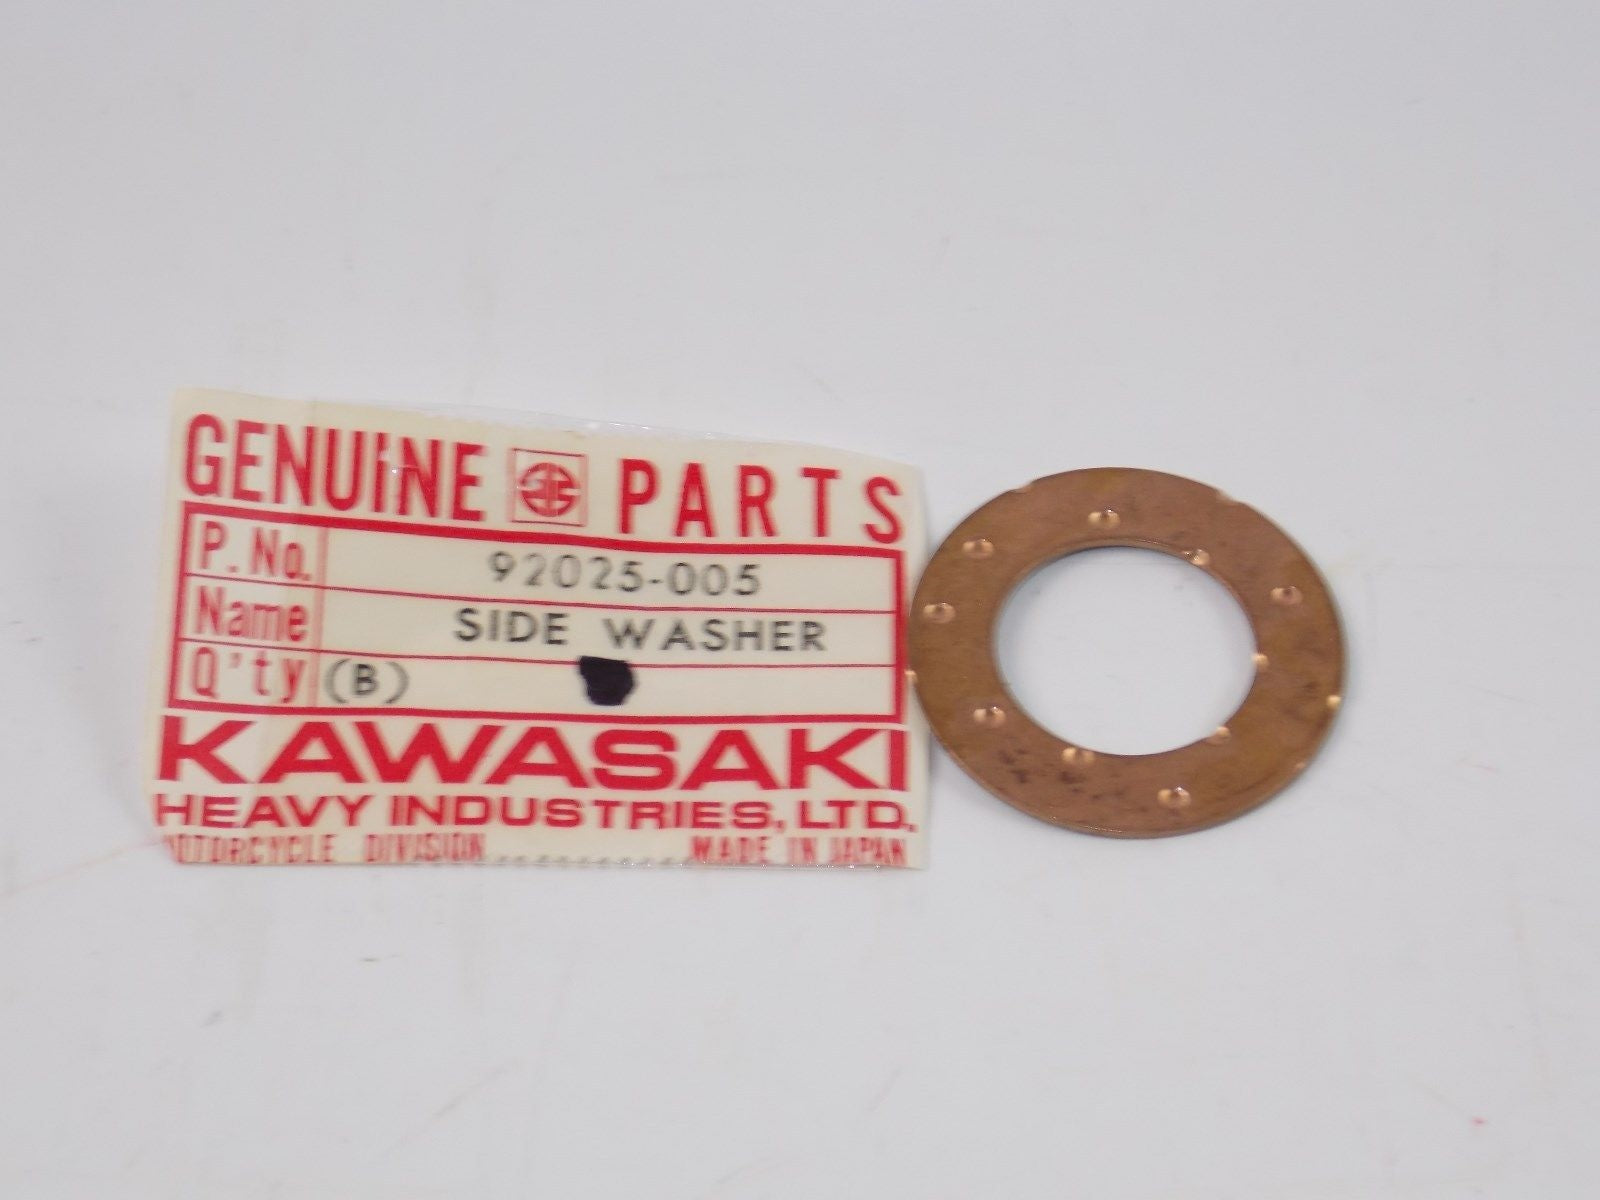 GENUiNE PARTS
P. No. 92025-005
Name SIDE WASHER
Q'ty (B)
KAWASAKI
HEAVY INDUSTRIES, LTD.
MOTORCYCLE DIVISION MADE IN JAPAN